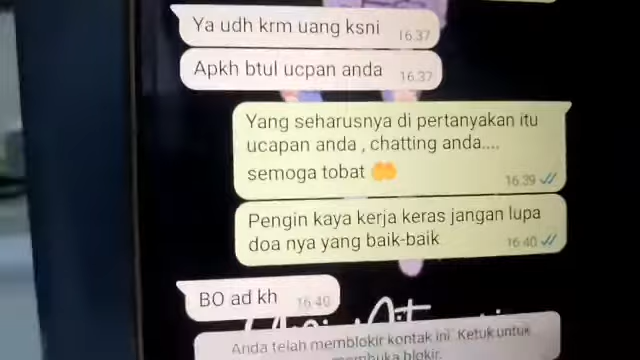 Ya udh krm uang ksni 16.37
Apkh btul ucpan anda 16.37
Yang seharusnya di pertanyakan itu
ucapan anda , chatting anda....
semoga tobat 🤲 16.39
Pengin kaya kerja keras jangan lupa
doa nya yang baik-baik 16.40
BO ad kh 16.40
Anda telah memblokir kontak ini. Ketuk untuk
membuka blokir.